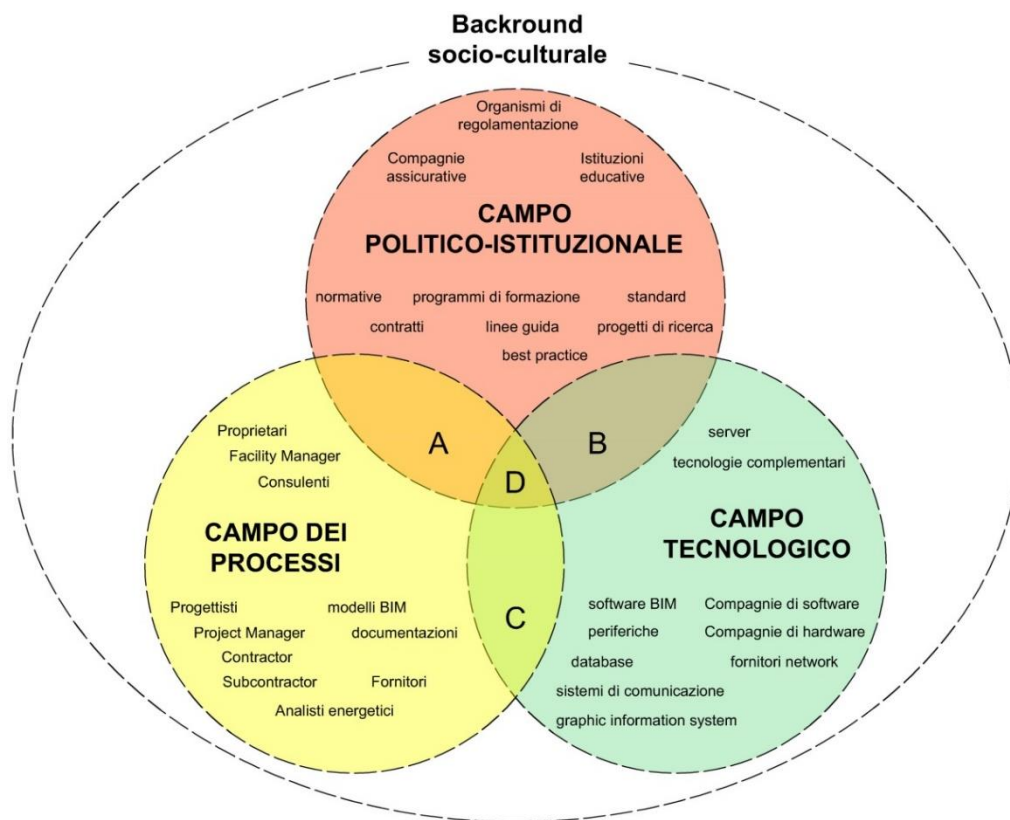 Backround
socio-culturale
Organismi di
regolamentazione
Compagnie
assicurative
Istituzioni
educative
CAMPO
POLITICO-ISTITUZIONALE
normative
programmi di formazione
standard
contratti
linee guida
progetti di ricerca
best practice
A
B
D
C
Proprietari
Facility Manager
Consulenti
CAMPO DEI
PROCESSI
Progettisti
modelli BIM
Project Manager
documentazioni
Contractor
Subcontractor
Fornitori
Analisti energetici
server
tecnologie complementari
CAMPO
TECNOLOGICO
software BIM
Compagnie di software
periferiche
Compagnie di hardware
database
fornitori network
sistemi di comunicazione
graphic information system